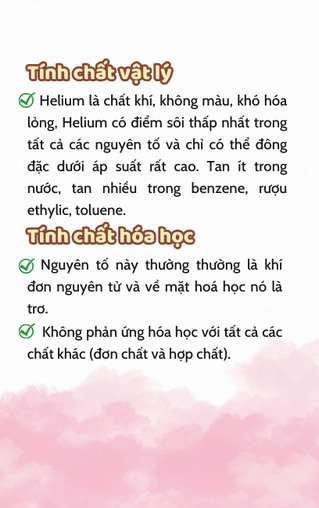 Tính chất vật lý
Helium là chất khí, không màu, khó hóa
lỏng, Helium có điểm sôi thấp nhất trong
tất cả các nguyên tố và chỉ có thể đông
đặc dưới áp suất rất cao. Tan ít trong
nước, tan nhiều trong benzene, rượu
ethylic, toluene.
Tính chất hóa học
Nguyên tố này thường thường là khí
đơn nguyên tử và về mặt hoá học nó là
trơ.
Không phản ứng hóa học với tất cả các
chất khác (đơn chất và hợp chất).